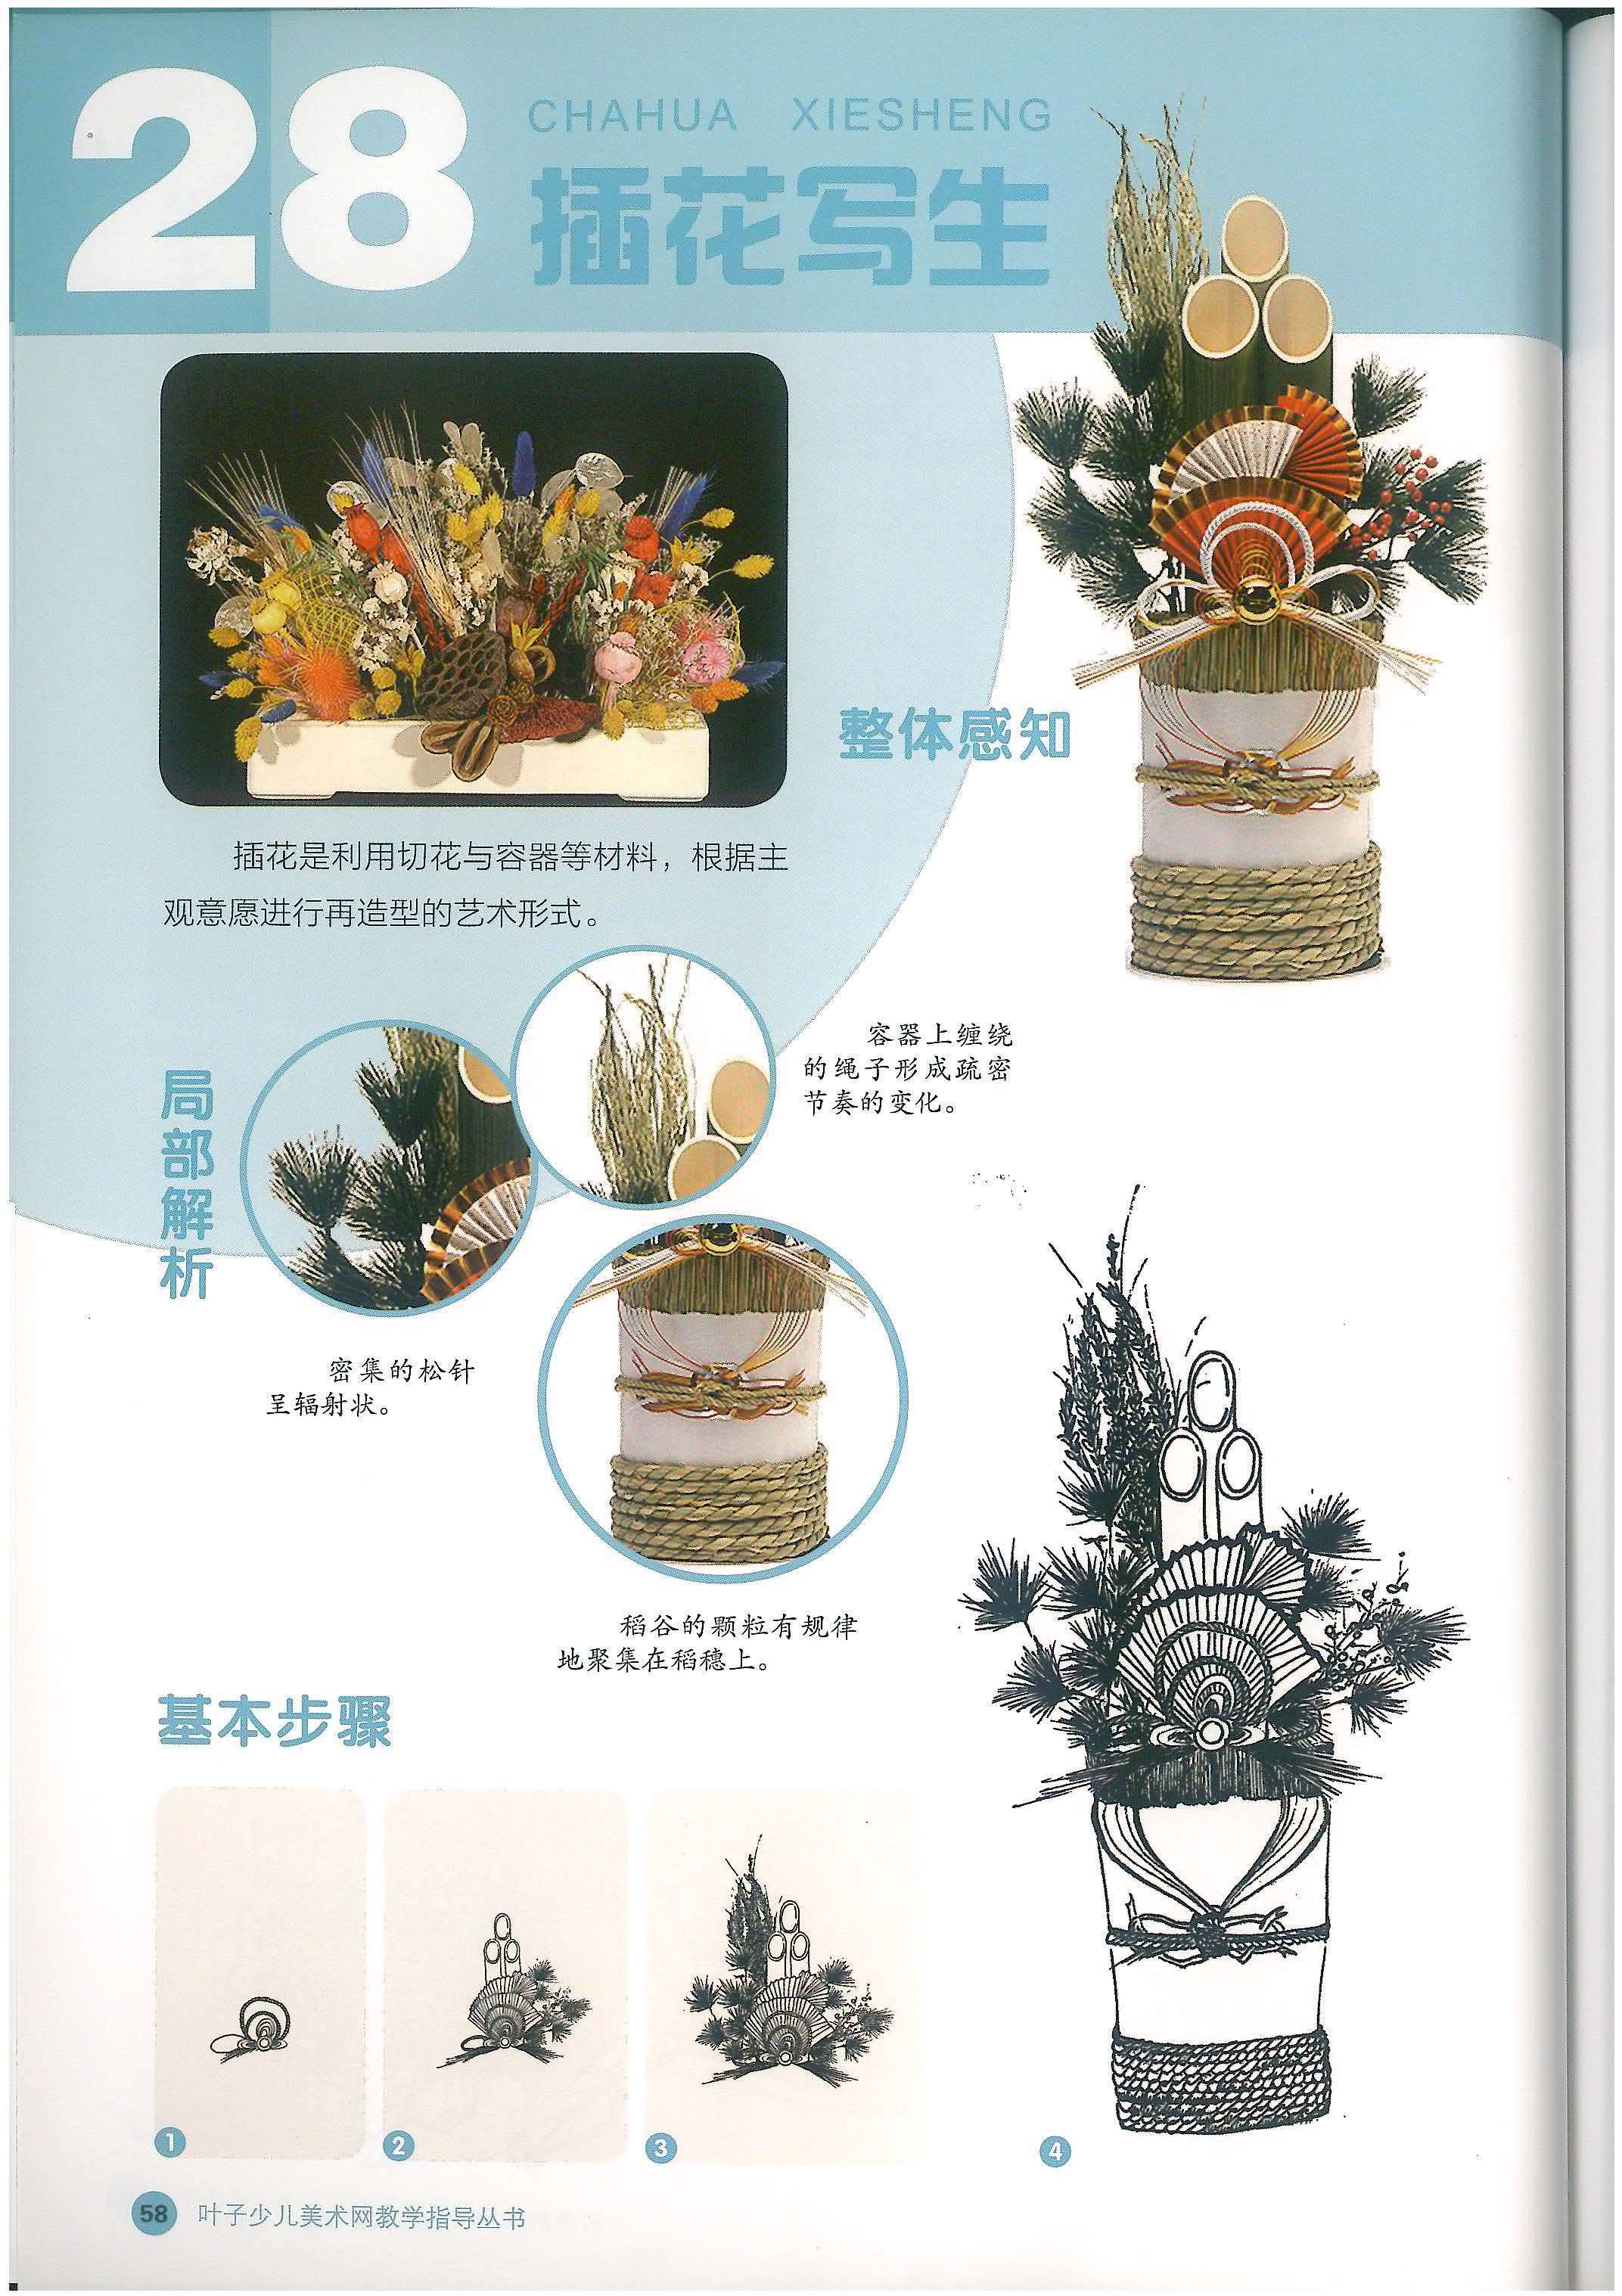 28
CHAHUA XIESHENG
插花写生
整体感知
插花是利用切花与容器等材料，根据主
观意愿进行再造型的艺术形式。
容器上缠绕
的绳子形成疏密
节奏的变化。
局部解析
密集的松针
呈辐射状。
稻谷的颗粒有规律
地聚集在稻穗上。
基本步骤
1
2
3
4
58 叶子少儿美术网教学指导丛书